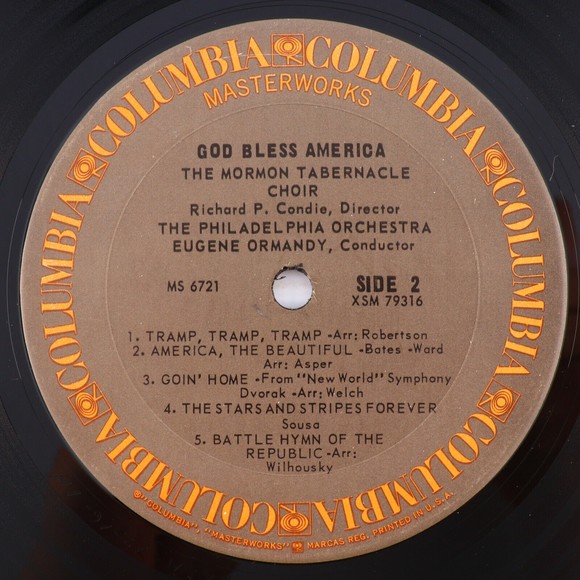 COLUMBIA COLUMBIA COLUMBIA COLUMBIA COLUMBIA COLUMBIA
MASTERWORKS
GOD BLESS AMERICA
THE MORMON TABERNACLE
CHOIR
Richard P. Condie, Director
THE PHILADELPHIA ORCHESTRA
EUGENE ORMANDY, Conductor
MS 6721
SIDE 2
XSM 79316
1. TRAMP, TRAMP, TRAMP -Arr: Robertson
2. AMERICA, THE BEAUTIFUL -Bates -Ward
Arr: Asper
3. GOIN' HOME -From "New World" Symphony
Dvorak -Arr: Welch
4. THE STARS AND STRIPES FOREVER
Sousa
5. BATTLE HYMN OF THE
REPUBLIC -Arr:
Wilhousky
® "COLUMBIA", "MASTERWORKS" MARCAS REG. PRINTED IN U.S.A.